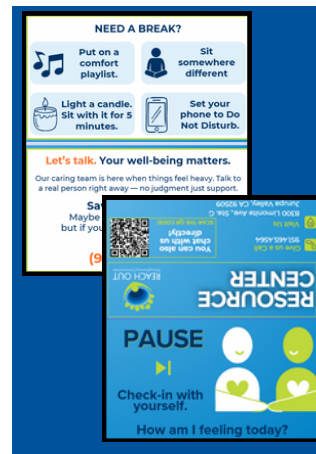 NEED A BREAK?
Put on a
comfort
playlist.
Sit
somewhere
different
Light a candle.
Sit with it for 5
minutes.
Set your
phone to Do
Not Disturb.
Let's talk. Your well-being matters.
Our caring team is here when things feel heavy. Talk to
a real person right away — no judgment just support.
Maybe
but if you
(9
8300 Limonite Ave., Ste. G
Jurupa Valley, CA 92509
Visit Us
951.465.4564
Give us a Call
SCAN THE QR CODE!
You can also
chat with us
directly!
REACH OUT
RESOURCE
CENTER
PAUSE
Check-in with
yourself.
How am I feeling today?